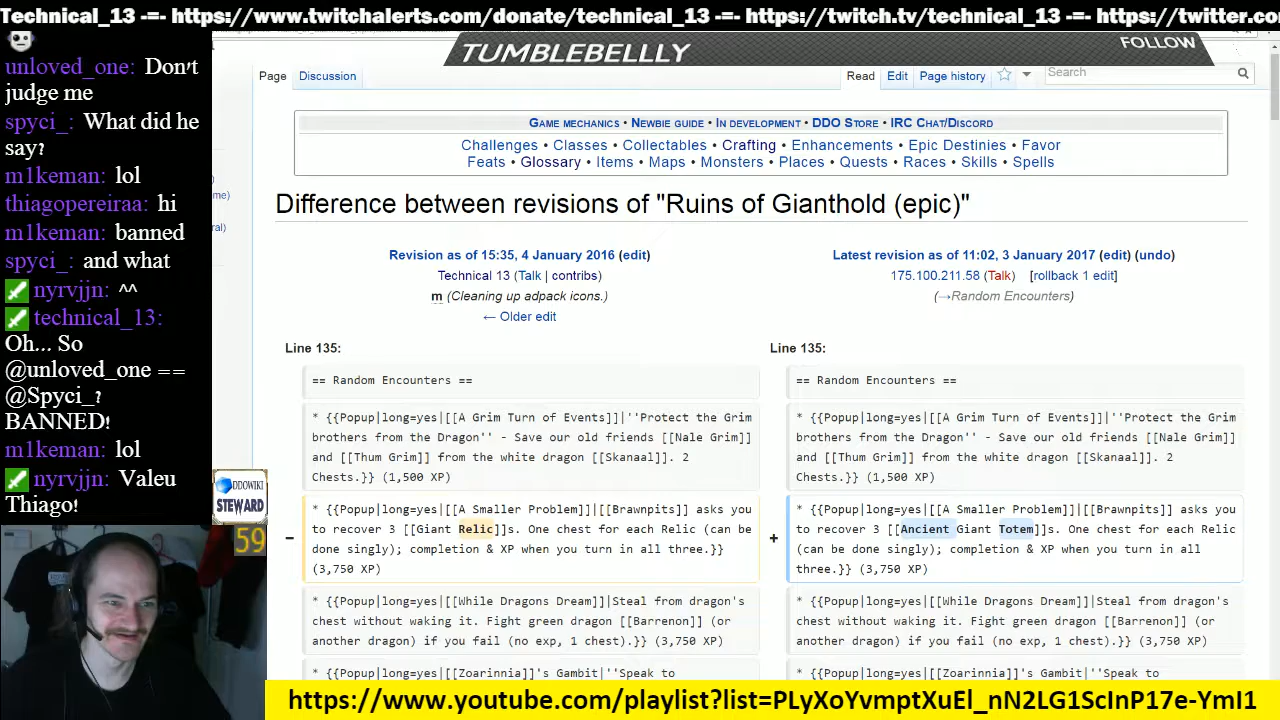 Technical_13 -=- https://www.twitchalerts.com/donate/technical_13 -=- https://twitch.tv/technical_13 -=- https://twitter.co
unloved_one: Don't
judge me
spyci_: What did he
say?
m1keman: lol
thiagopereiraa: hi
m1keman: banned
spyci_: and what
nyrvjjn: ^^
technical_13:
Oh... So
@unloved_one ==
@Spyci_?
BANNED!
m1keman: lol
nyrvjjn: Valeu
Thiago!
DDOWIKI
STEWARD
59
me)
ral)
TUMBLEBELLLY
FOLLOW
Page Discussion Read Edit Page history Search
Game mechanics • Newbie guide • In development • DDO Store • IRC Chat/Discord
Challenges • Classes • Collectables • Crafting • Enhancements • Epic Destinies • Favor
Feats • Glossary • Items • Maps • Monsters • Places • Quests • Races • Skills • Spells
Difference between revisions of "Ruins of Gianthold (epic)"
Revision as of 15:35, 4 January 2016 (edit)
Technical 13 (Talk | contribs)
m (Cleaning up adpack icons.)
← Older edit
Latest revision as of 11:02, 3 January 2017 (edit) (undo)
175.100.211.58 (Talk) [rollback 1 edit]
(→Random Encounters)
Line 135:
== Random Encounters ==
* {{Popup|long=yes|[[A Grim Turn of Events]]|''Protect the Grim
brothers from the Dragon'' - Save our old friends [[Nale Grim]]
and [[Thum Grim]] from the white dragon [[Skanaal]]. 2
Chests.}} (1,500 XP)
− * {{Popup|long=yes|[[A Smaller Problem]]|[[Brawnpits]] asks you
to recover 3 [[Giant Relic]]s. One chest for each Relic (can be
done singly); completion & XP when you turn in all three.}}
(3,750 XP)
* {{Popup|long=yes|[[While Dragons Dream]]|Steal from dragon's
chest without waking it. Fight green dragon [[Barrenon]] (or
another dragon) if you fail (no exp, 1 chest).}} (3,750 XP)
* {{Popup|long=yes|[[Zoarinnia]]'s Gambit|''Speak to
Line 135:
== Random Encounters ==
* {{Popup|long=yes|[[A Grim Turn of Events]]|''Protect the Grim
brothers from the Dragon'' - Save our old friends [[Nale Grim]]
and [[Thum Grim]] from the white dragon [[Skanaal]]. 2
Chests.}} (1,500 XP)
+ * {{Popup|long=yes|[[A Smaller Problem]]|[[Brawnpits]] asks you
to recover 3 [[Ancient Giant Totem]]s. One chest for each Relic
(can be done singly); completion & XP when you turn in all
three.}} (3,750 XP)
* {{Popup|long=yes|[[While Dragons Dream]]|Steal from dragon's
chest without waking it. Fight green dragon [[Barrenon]] (or
another dragon) if you fail (no exp, 1 chest).}} (3,750 XP)
* {{Popup|long=yes|[[Zoarinnia]]'s Gambit|''Speak to
https://www.youtube.com/playlist?list=PLyXoYvmptXuEl_nN2LG1ScInP17e-YmI1